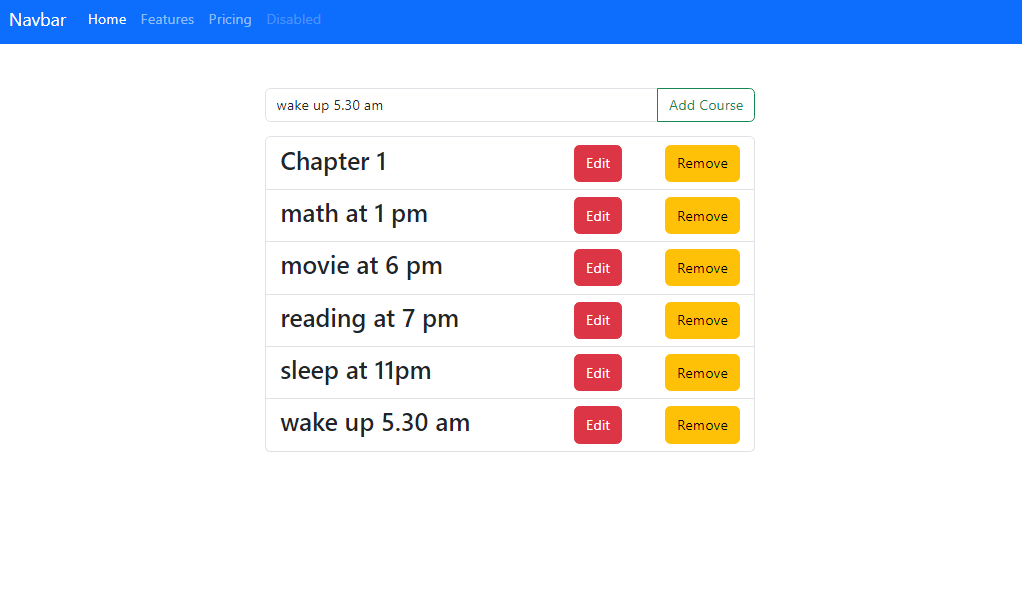 Navbar Home Features Pricing Disabled
wake up 5.30 am Add Course
Chapter 1 Edit Remove
math at 1 pm Edit Remove
movie at 6 pm Edit Remove
reading at 7 pm Edit Remove
sleep at 11pm Edit Remove
wake up 5.30 am Edit Remove